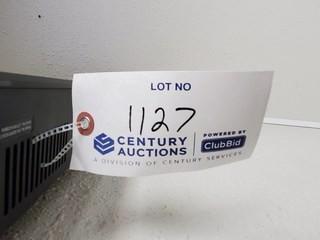 LOT NO
1127
CENTURY AUCTIONS
POWERED BY
ClubBid
A DIVISION OF CENTURY SERVICES